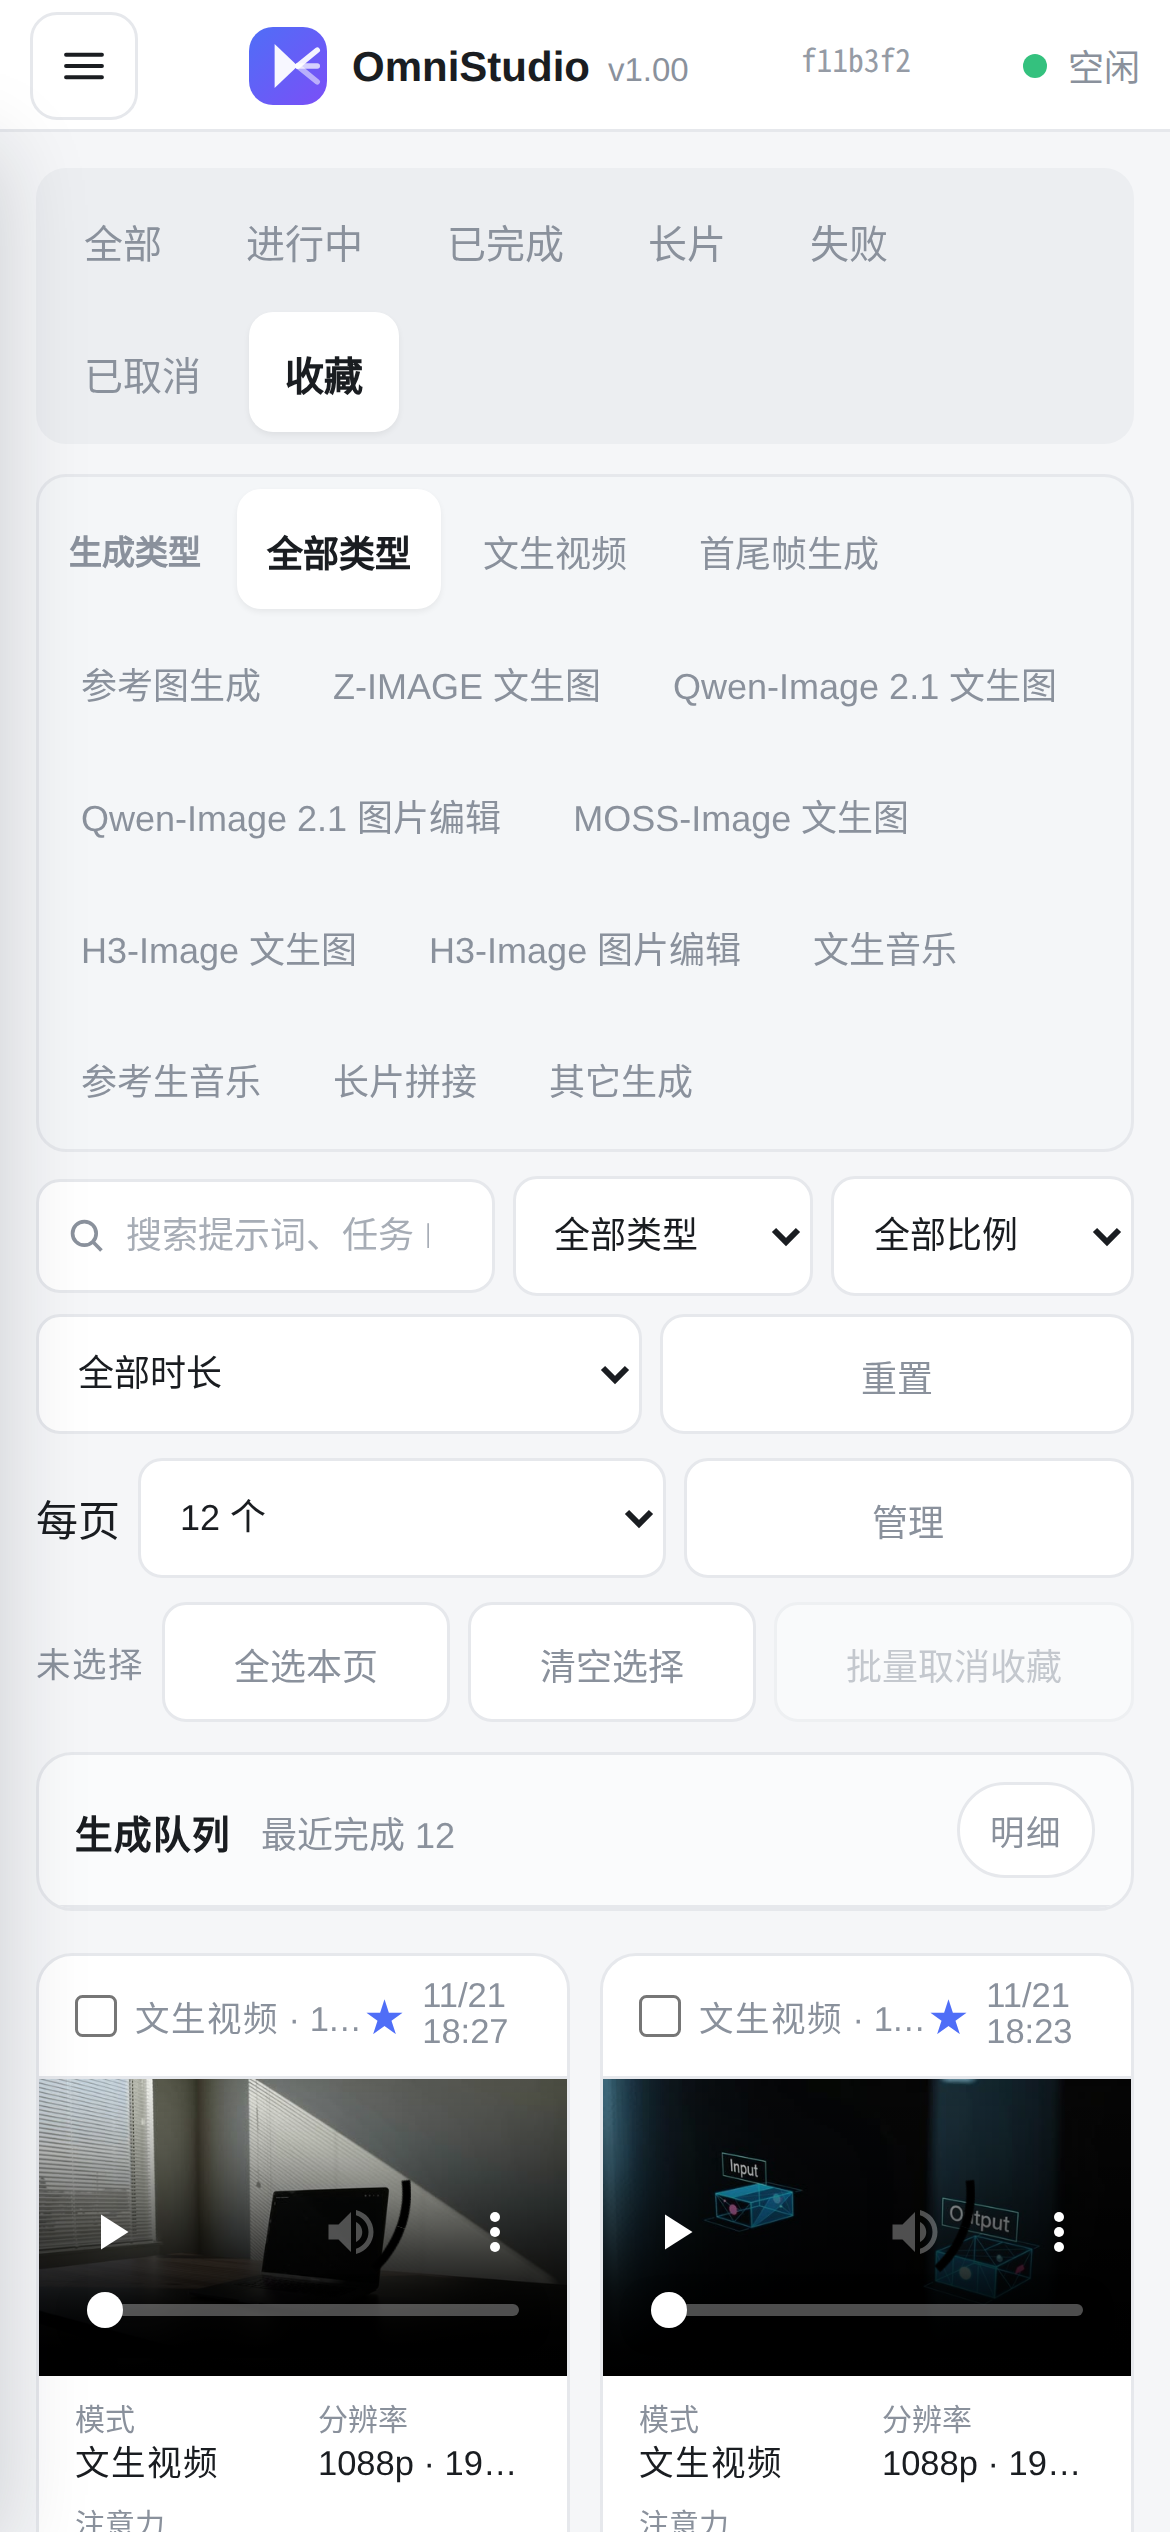 OmniStudio v1.00 f11b3f2 空闲
全部 进行中 已完成 长片 失败
已取消 收藏
生成类型 全部类型 文生视频 首尾帧生成
参考图生成 Z-IMAGE 文生图 Qwen-Image 2.1 文生图
Qwen-Image 2.1 图片编辑 MOSS-Image 文生图
H3-Image 文生图 H3-Image 图片编辑 文生音乐
参考生音乐 长片拼接 其它生成
搜索提示词、任务 全部类型 全部比例
全部时长 重置
每页 12 个 管理
未选择 全选本页 清空选择 批量取消收藏
生成队列 最近完成 12 明细
文生视频 · 1… ★ 11/21 18:27
文生视频 · 1… ★ 11/21 18:23
Input
Output
模式 分辨率
文生视频 1088p · 19…
注意力
模式 分辨率
文生视频 1088p · 19…
注意力